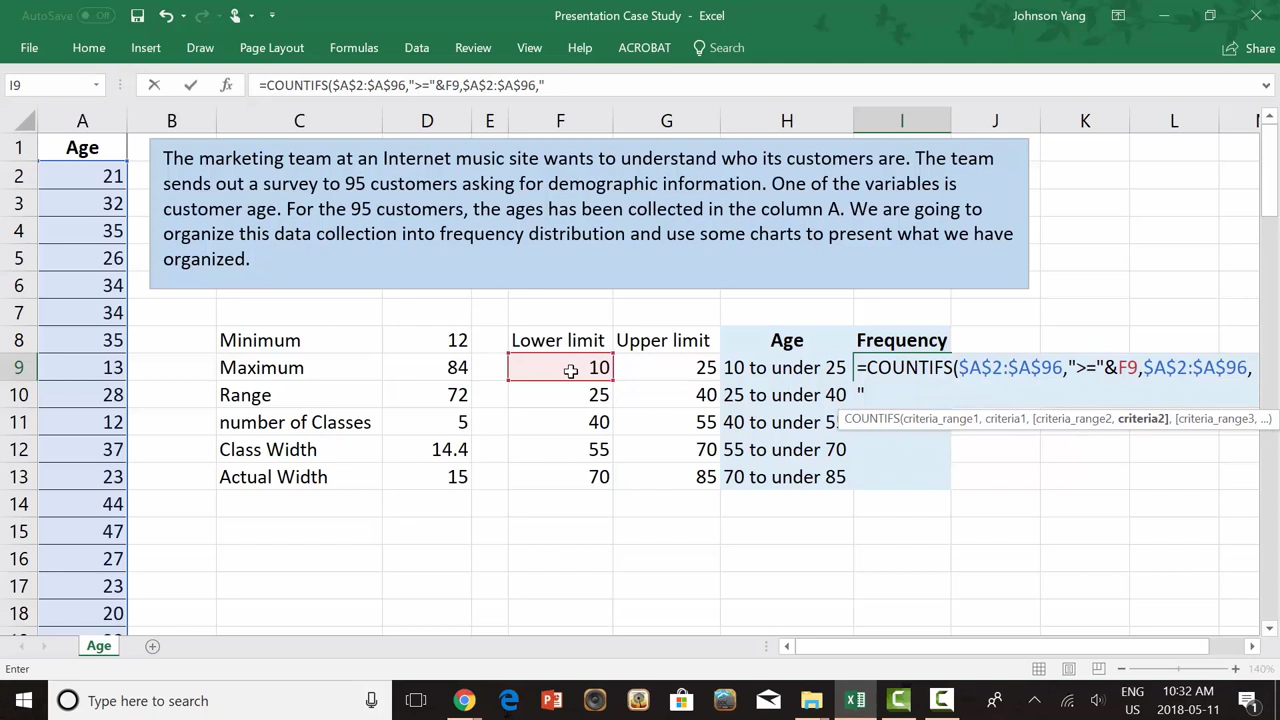 AutoSave Off
Presentation Case Study - Excel
Johnson Yang
File Home Insert Draw Page Layout Formulas Data Review View Help ACROBAT Search Share
I9 fx =COUNTIFS($A$2:$A$96,">="&F9,$A$2:$A$96,"
A B C D E F G H I J K L
1 Age
The marketing team at an Internet music site wants to understand who its customers are. The team
2 21
sends out a survey to 95 customers asking for demographic information. One of the variables is
3 32
customer age. For the 95 customers, the ages has been collected in the column A. We are going to
4 35
organize this data collection into frequency distribution and use some charts to present what we have
5 26
organized.
6 34
7 34
8 35 Minimum 12 Lower limit Upper limit Age Frequency
9 13 Maximum 84 10 25 10 to under 25 =COUNTIFS($A$2:$A$96,">="&F9,$A$2:$A$96,
10 28 Range 72 25 40 25 to under 40 "
COUNTIFS(criteria_range1, criteria1, [criteria_range2, criteria2], [criteria_range3, ...)
11 12 number of Classes 5 40 55 40 to under 5
12 37 Class Width 14.4 55 70 55 to under 70
13 23 Actual Width 15 70 85 70 to under 85
14 44
15 47
16 27
17 23
18 20
Age
Enter
140%
Type here to search
ENG
US
10:32 AM
2018-05-11
1